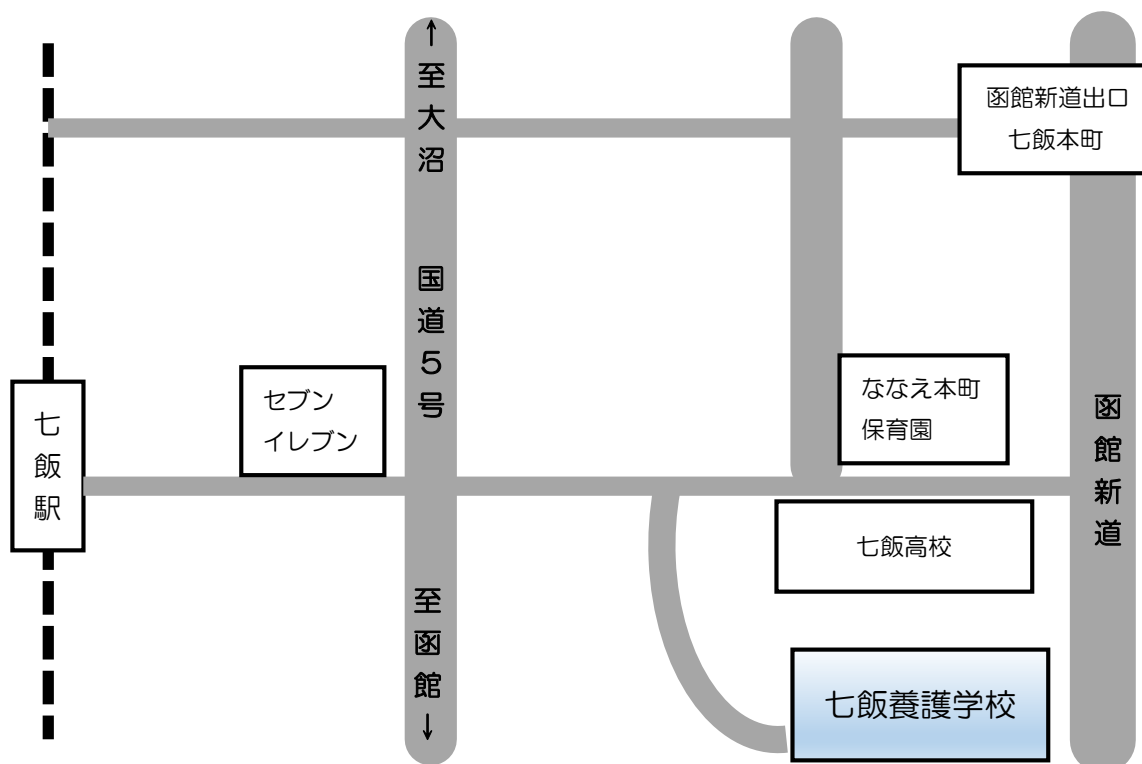 ↑至大沼
国道5号
至函館↓
函館新道出口
七飯本町
七飯駅
セブン
イレブン
ななえ本町
保育園
函館新道
七飯高校
七飯養護学校